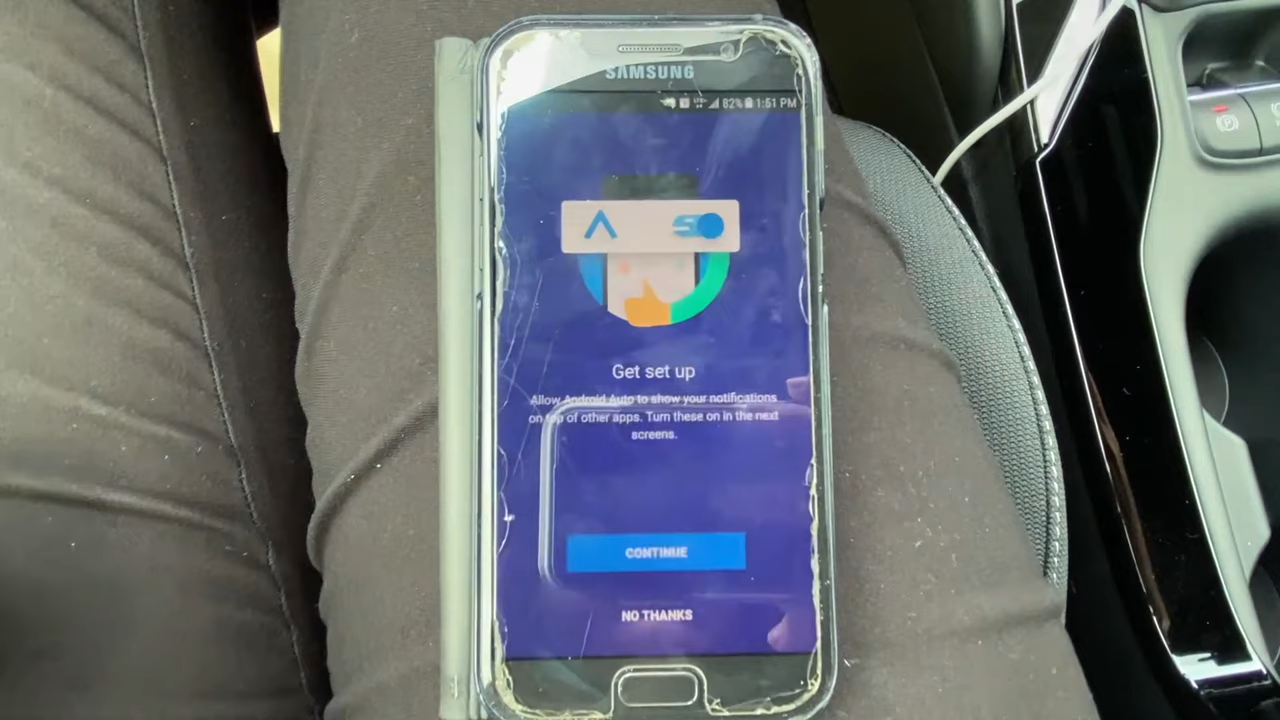 SAMSUNG
82% 1:51 PM
Get set up
Allow Android Auto to show your notifications
on top of other apps. Turn these on in the next
screens.
CONTINUE
NO THANKS
P